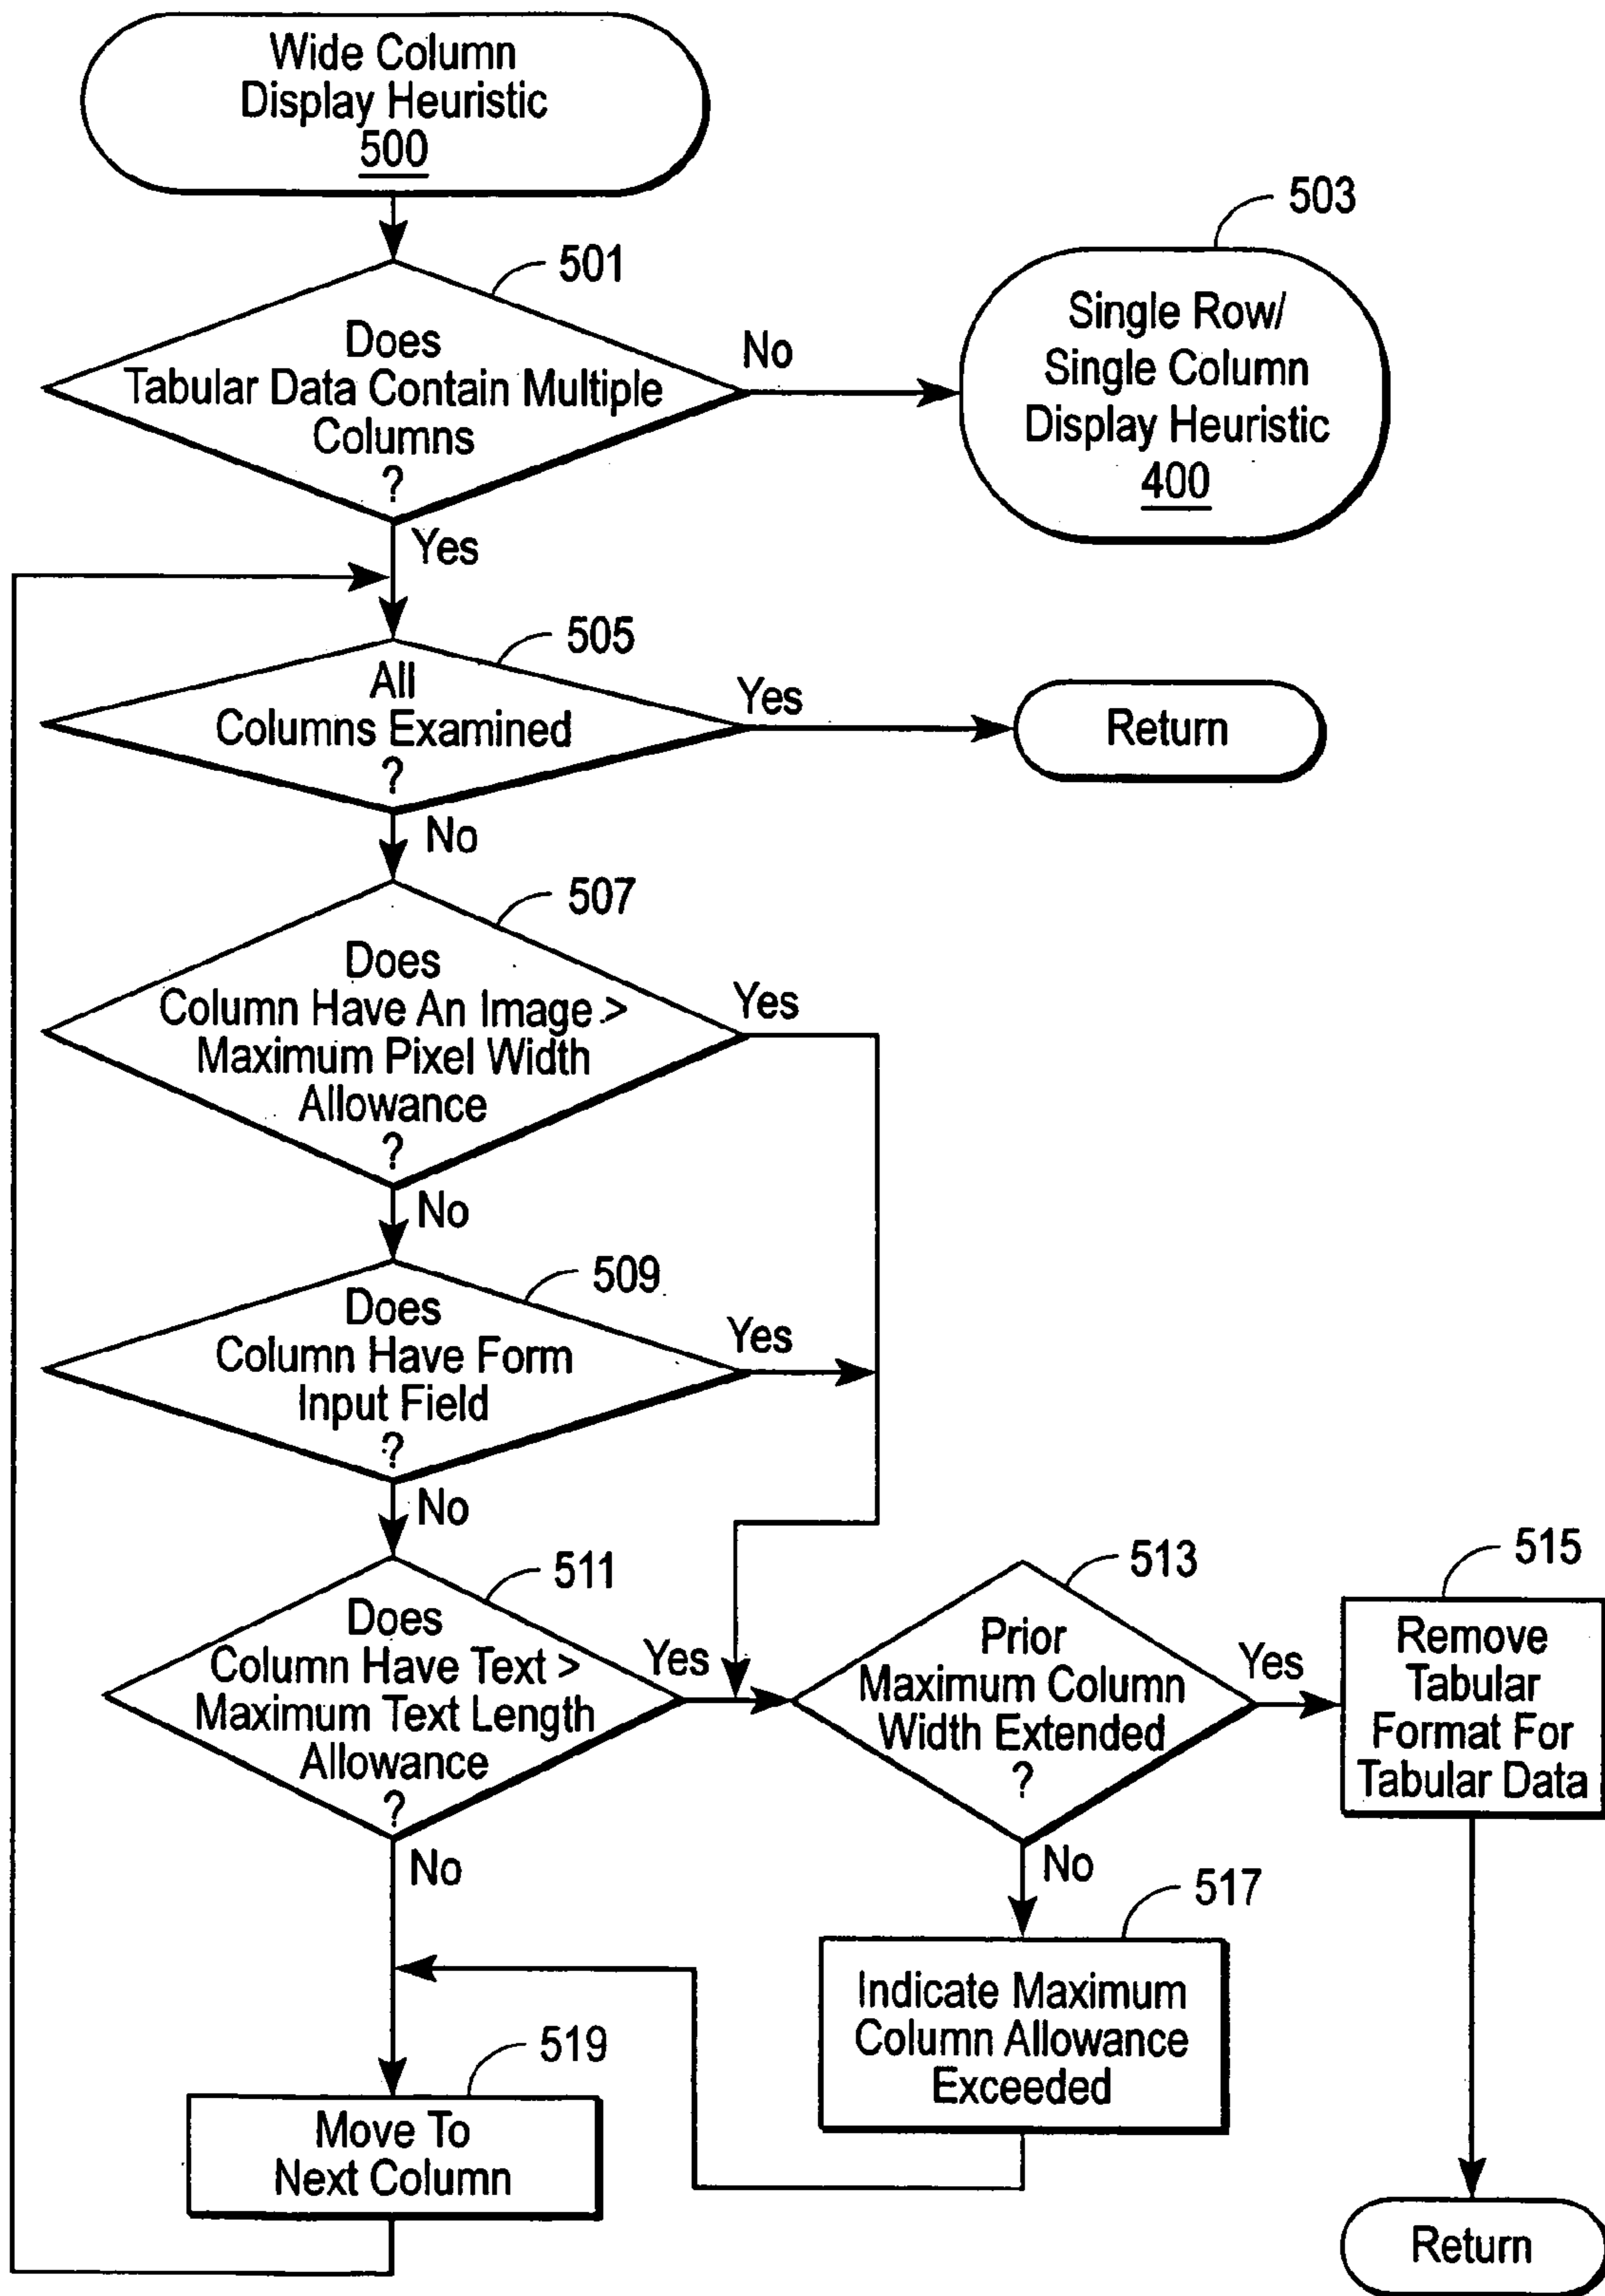 Wide Column
Display Heuristic
500
503
501
Single Row/
Single Column
Display Heuristic
400
Does
Tabular Data Contain Multiple
Columns
?
No
Yes
505
All
Columns Examined
?
Yes
Return
No
507
Does
Column Have An Image >
Maximum Pixel Width
Allowance
?
Yes
No
509
Does
Column Have Form
Input Field
?
Yes
No
511
Does
Column Have Text >
Maximum Text Length
Allowance
?
Yes
513
Prior
Maximum Column
Width Extended
?
Yes
515
Remove
Tabular
Format For
Tabular Data
No
No
517
Indicate Maximum
Column Allowance
Exceeded
519
Move To
Next Column
Return